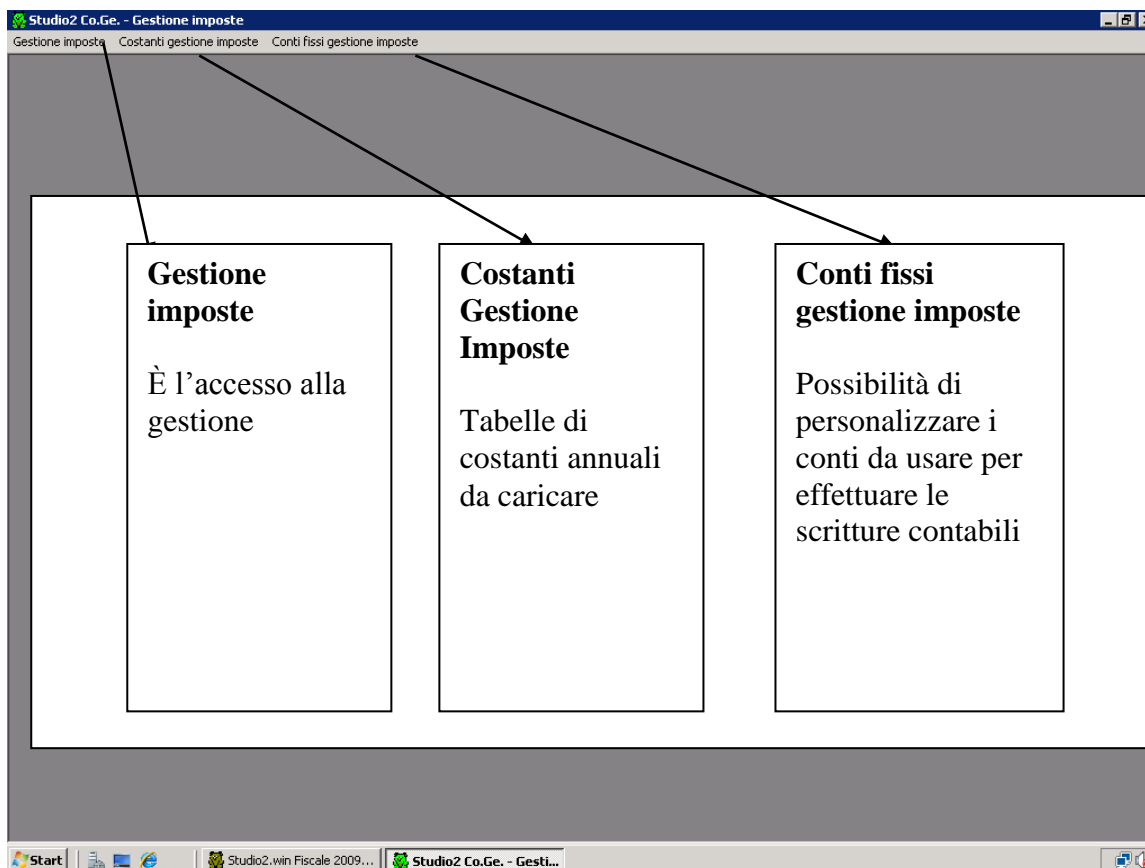 Studio2 Co.Ge. - Gestione imposte
Gestione imposte Costanti gestione imposte Conti fissi gestione imposte
Gestione
imposte
È l’accesso alla
gestione
Costanti
Gestione
Imposte
Tabelle di
costanti annuali
da caricare
Conti fissi
gestione imposte
Possibilità di
personalizzare i
conti da usare per
effettuare le
scritture contabili
Start Studio2.win Fiscale 2009... Studio2 Co.Ge. - Gesti...